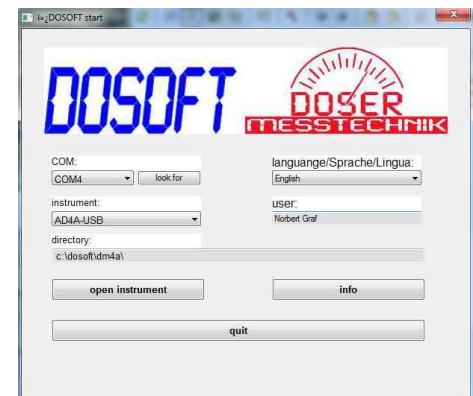 ï»¿DOSOFT start
DOSOFT
DOSER
MESSTECHNIK
COM:
COM4
look for
languange/Sprache/Lingua:
English
instrument:
AD4A-USB
user:
Norbert Graf
directory:
c:\dosoft\dm4a\
open instrument
info
quit